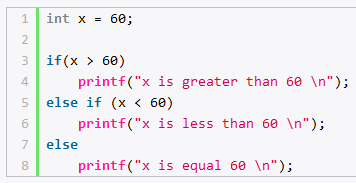 1 int x = 60;
2
3 if(x > 60)
4     printf("x is greater than 60 \n");
5 else if (x < 60)
6     printf("x is less than 60 \n");
7 else
8     printf("x is equal 60 \n");